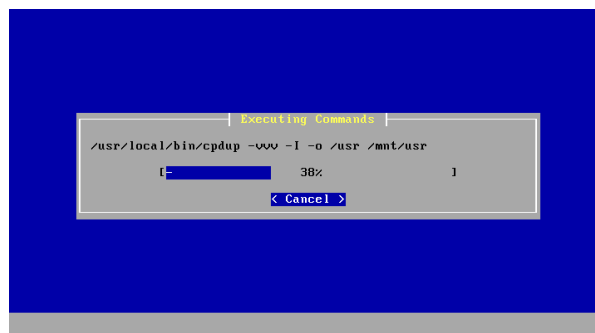 Executing Commands
/usr/local/bin/cpdup -vvv -I -o /usr /mnt/usr
[- 38% ]
< Cancel >